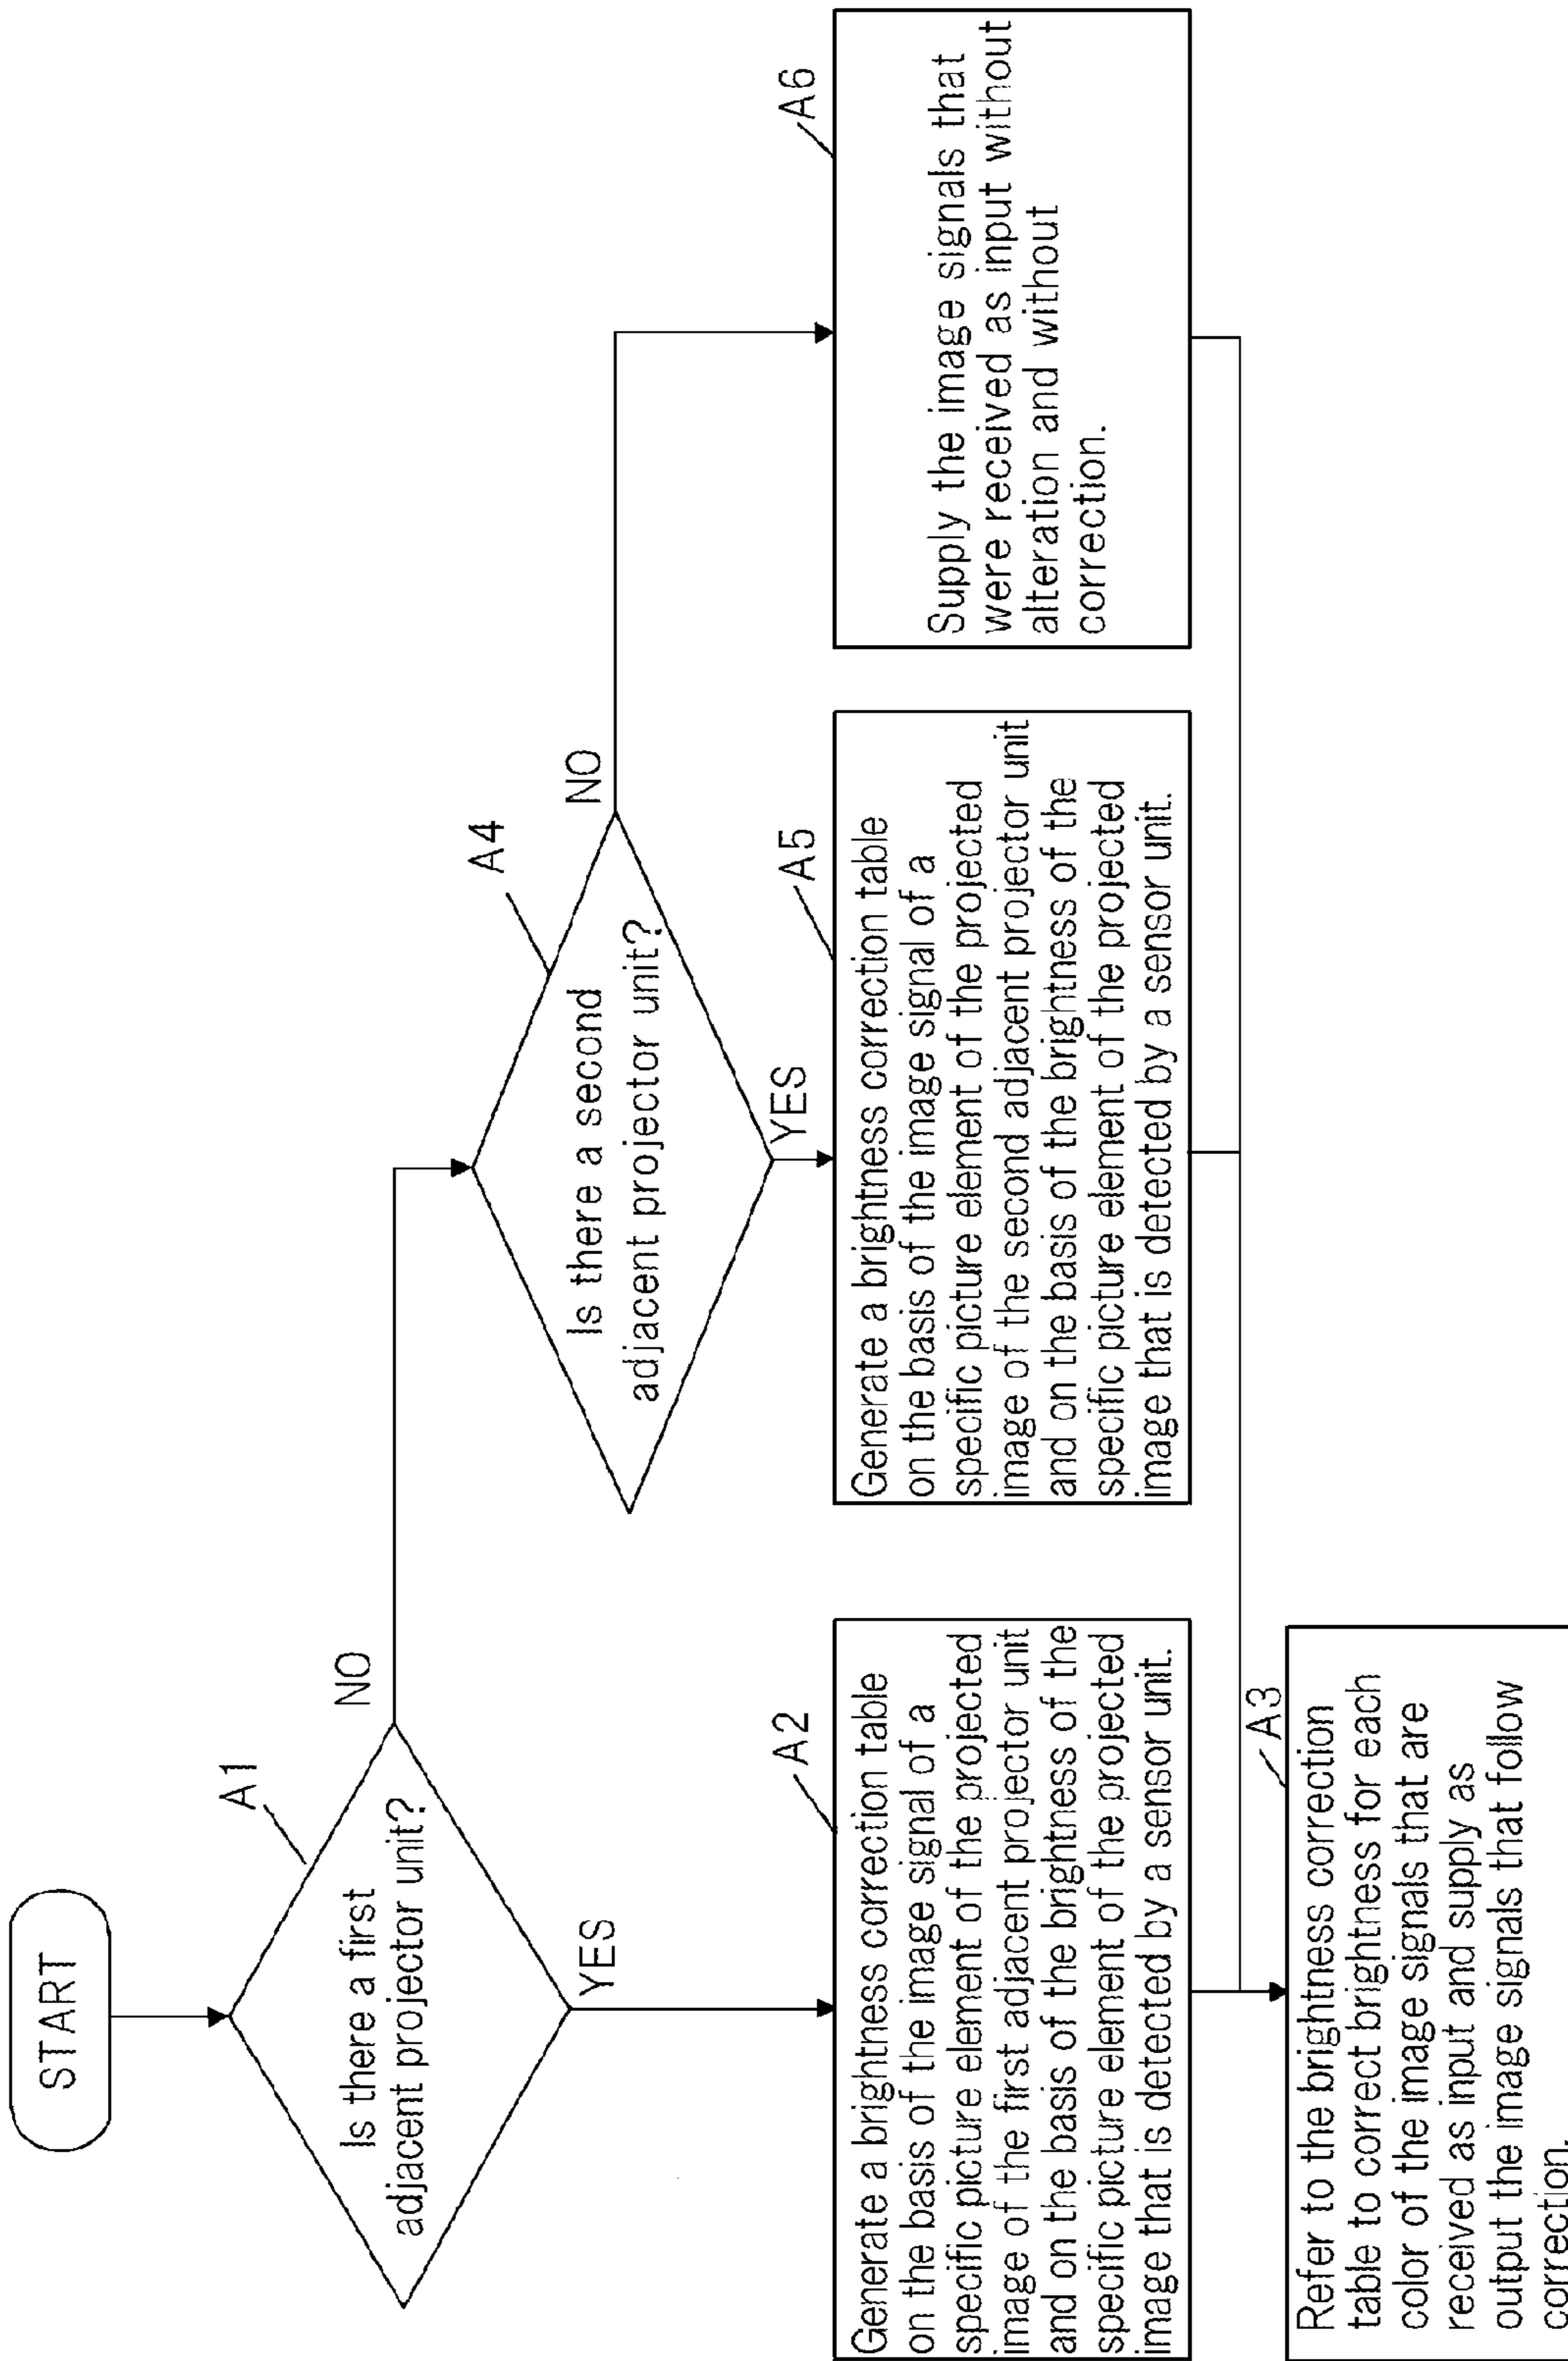 START
A1
Is there a first
adjacent projector unit?
NO
YES
A4
Is there a second
adjacent projector unit?
NO
YES
A2
Generate a brightness correction table
on the basis of the image signal of a
specific picture element of the projected
image of the first adjacent projector unit
and on the basis of the brightness of the
specific picture element of the projected
image that is detected by a sensor unit.
A5
Generate a brightness correction table
on the basis of the image signal of a
specific picture element of the projected
image of the second adjacent projector unit
and on the basis of the brightness of the
specific picture element of the projected
image that is detected by a sensor unit.
A6
Supply the image signals that
were received as input without
alteration and without
correction.
A3
Refer to the brightness correction
table to correct brightness for each
color of the image signals that are
received as input and supply as
output the image signals that follow
correction.